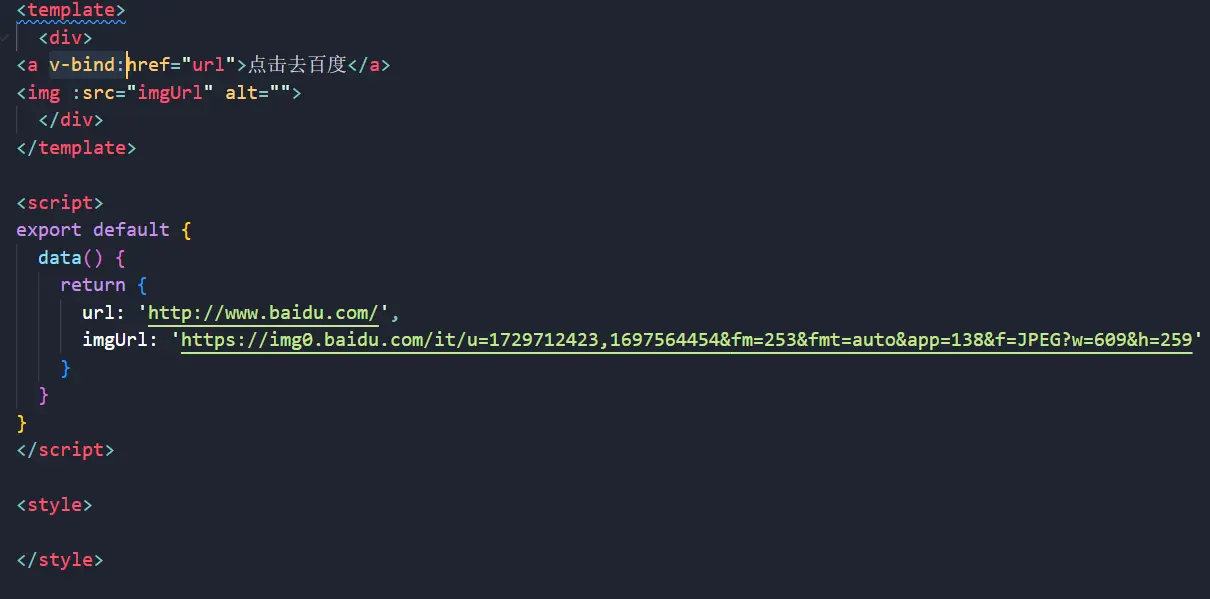 <template>
<div>
<a v-bind:href="url">点击去百度</a>
<img :src="imgUrl" alt="">
</div>
</template>
<script>
export default {
data() {
return {
url: 'http://www.baidu.com/',
imgUrl: 'https://img0.baidu.com/it/u=1729712423,1697564454&fm=253&fmt=auto&app=138&f=JPEG?w=609&h=259'
}
}
}
</script>
<style>
</style>